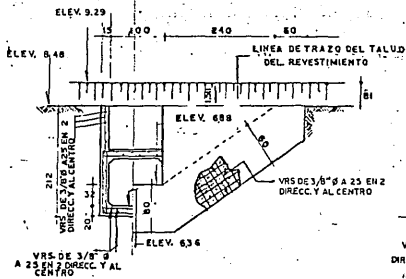 ELEV. 9.29
15
100
240
60
ELEV. 8.48
LINEA DE TRAZO DEL TALUD
DEL REVESTIMIENTO
81
1.30
ELEV. 6.88
212
VRS DE 3/8"Ø A 25 EN 2
DIRECC. Y AL CENTRO
60
32
20
80
VRS DE 3/8"Ø A 25 EN 2
DIRECC. Y AL CENTRO
ELEV. 6.36
VRS. DE 3/8" Ø
A 25 EN 2 DIRECC. Y AL
CENTRO
V
DIR